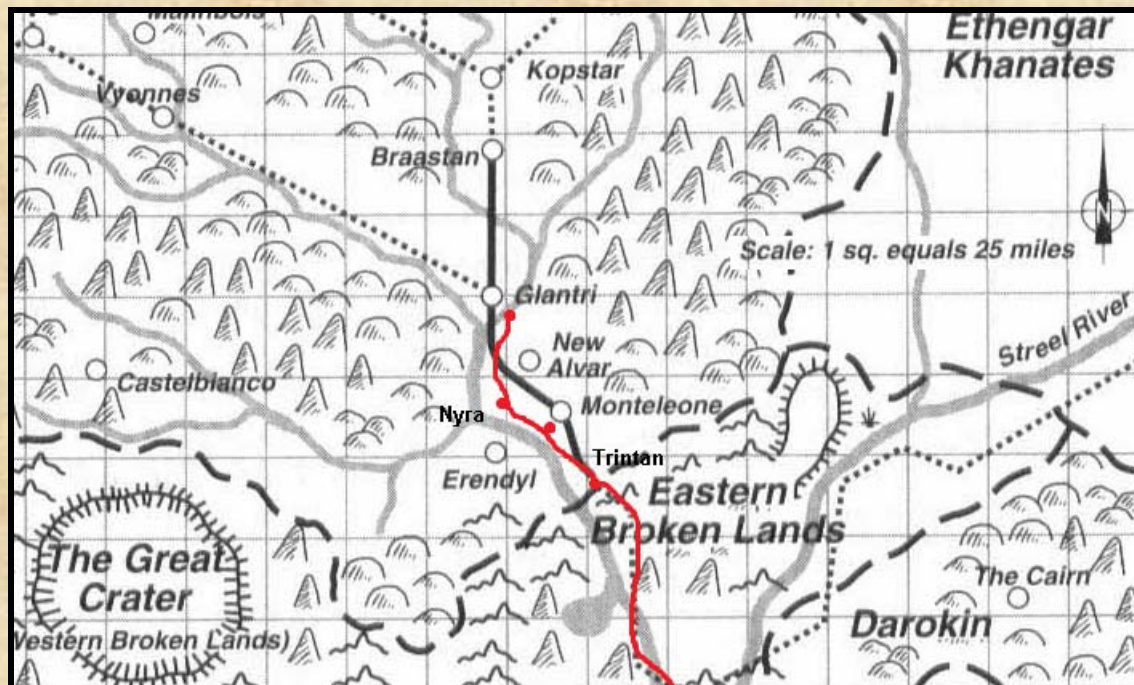 Malinbois
Ethengar
Khanates
Kopstar
Vyonnes
Braastan
N
Scale: 1 sq. equals 25 miles
Glantri
New
Alvar
Streel River
Castelbianco
Monteleone
Nyra
Erendyl
Trintan
Eastern
Broken Lands
The Great
Crater
Western Broken Lands)
The Cairn
Darokin